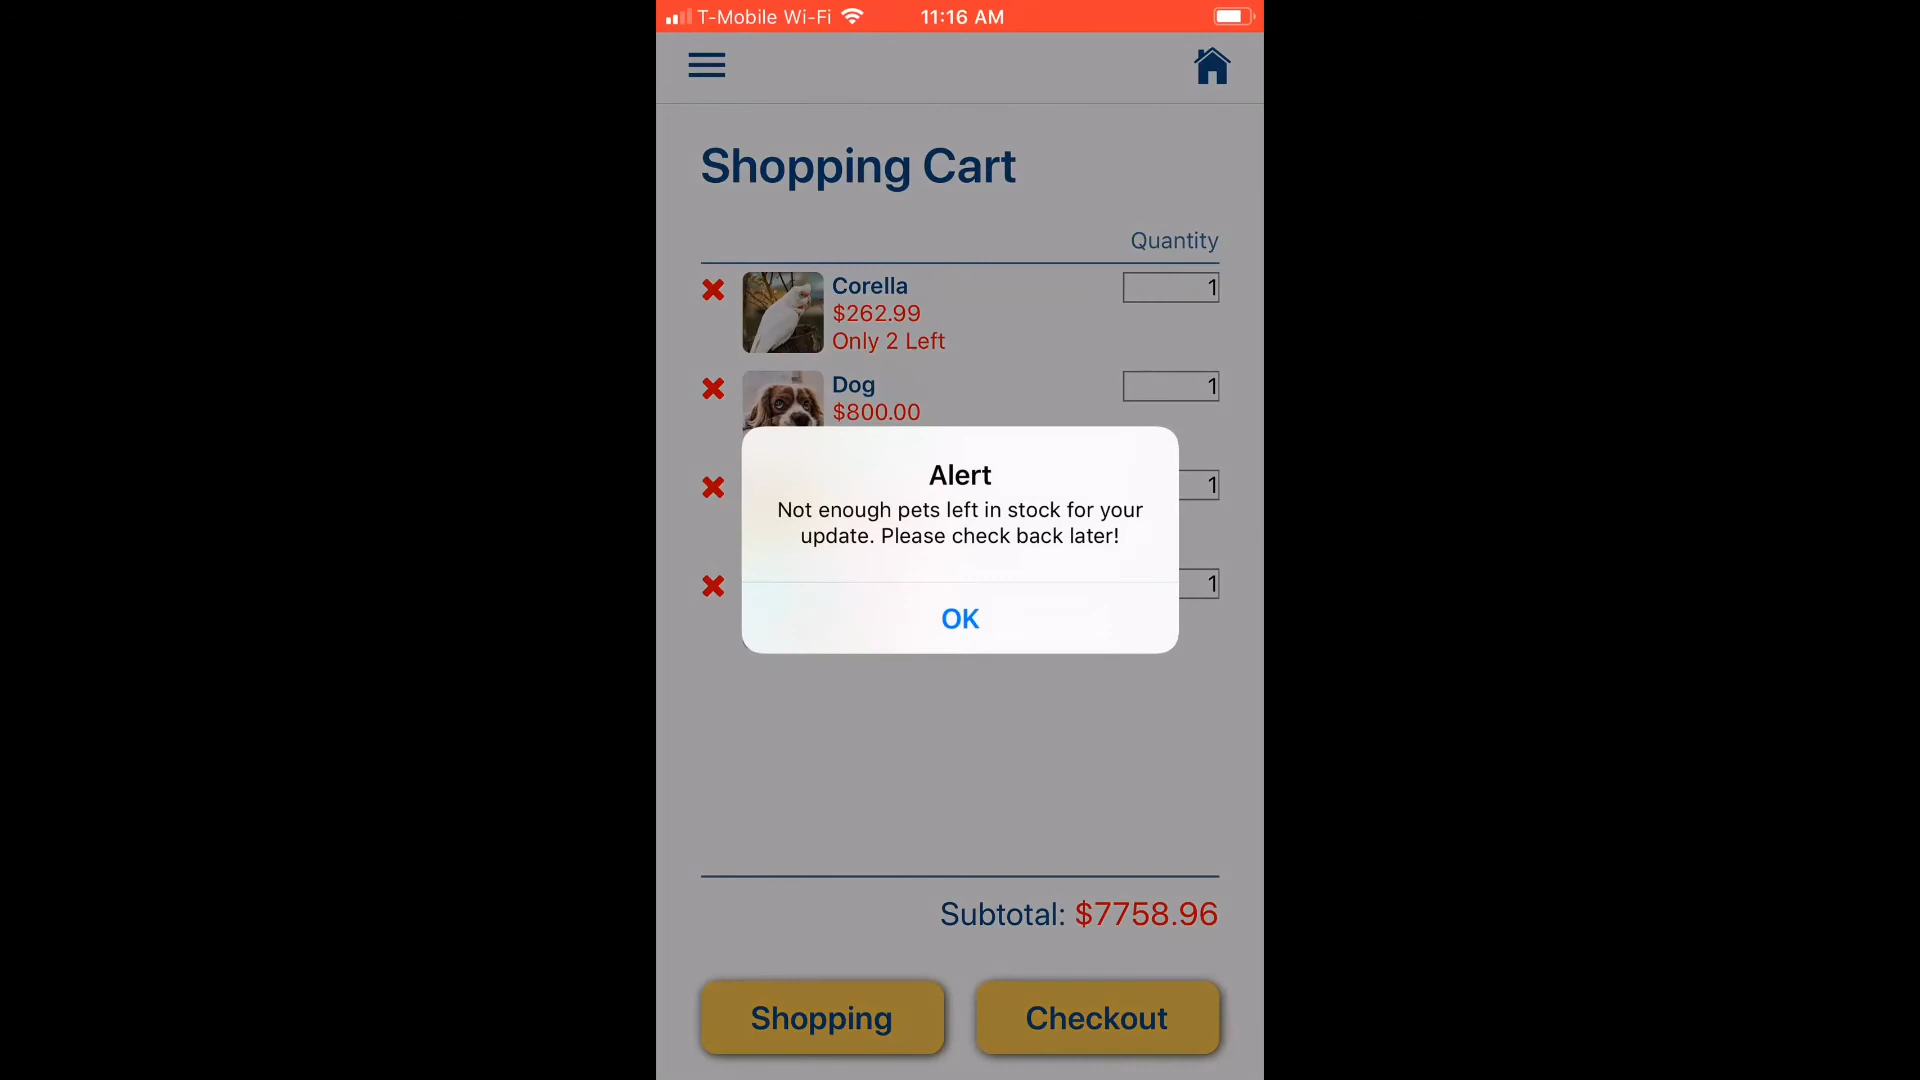 T-Mobile Wi-Fi 11:16 AM
Shopping Cart
Quantity
Corella 1
$262.99
Only 2 Left
Dog 1
$800.00
Alert
1
Not enough pets left in stock for your
update. Please check back later!
1
OK
Subtotal: $7758.96
Shopping Checkout